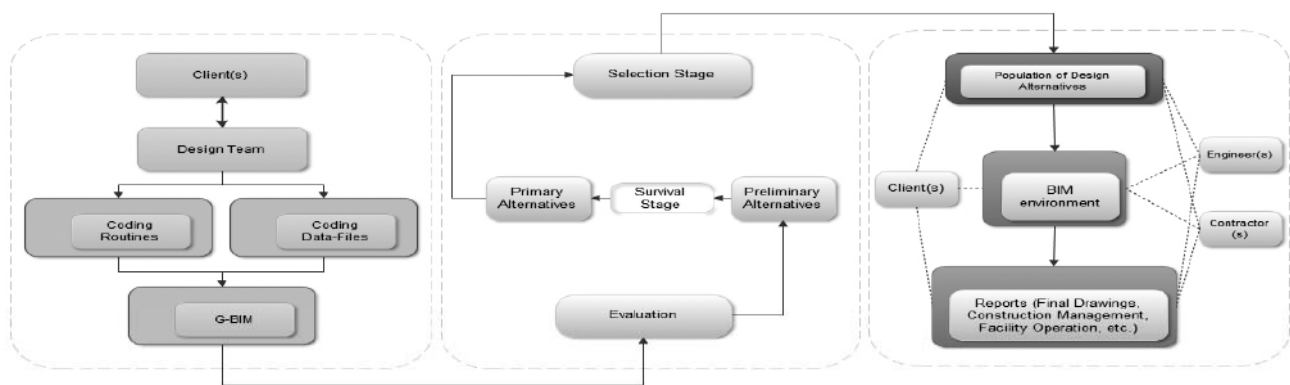 Client(s)
Design Team
Coding
Routines
Coding
Data-Files
G-BIM
Selection Stage
Primary
Alternatives
Survival
Stage
Preliminary
Alternatives
Evaluation
Population of Design
Alternatives
Client(s)
BIM
environment
Engineer(s)
Contractor
(s)
Reports (Final Drawings,
Construction Management,
Facility Operation, etc.)